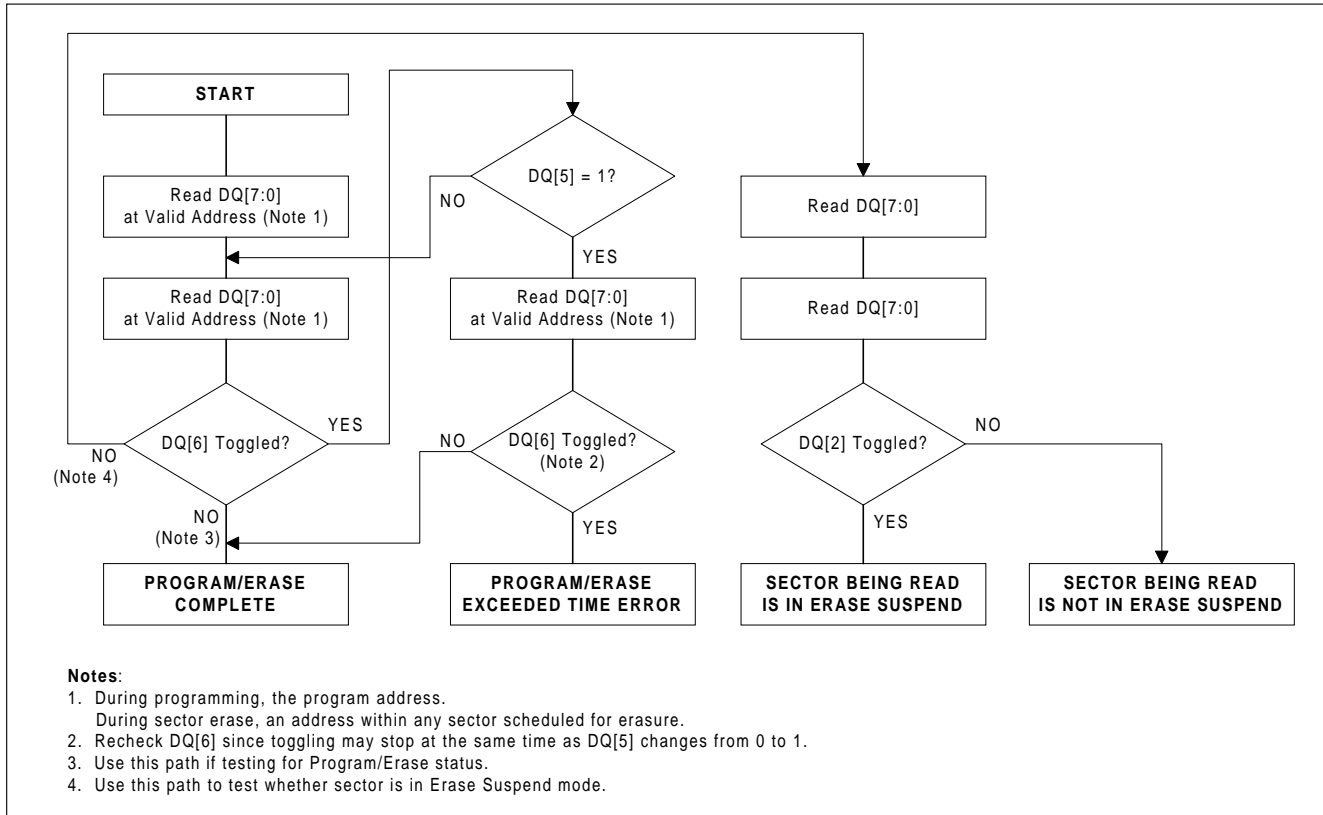 START
Read DQ[7:0]
at Valid Address (Note 1)
Read DQ[7:0]
at Valid Address (Note 1)
DQ[6] Toggled?
YES
NO
(Note 4)
NO
(Note 3)
PROGRAM/ERASE
COMPLETE
DQ[5] = 1?
NO
YES
Read DQ[7:0]
at Valid Address (Note 1)
DQ[6] Toggled?
(Note 2)
NO
YES
PROGRAM/ERASE
EXCEEDED TIME ERROR
Read DQ[7:0]
Read DQ[7:0]
DQ[2] Toggled?
NO
YES
SECTOR BEING READ
IS IN ERASE SUSPEND
SECTOR BEING READ
IS NOT IN ERASE SUSPEND
Notes:
1. During programming, the program address.
During sector erase, an address within any sector scheduled for erasure.
2. Recheck DQ[6] since toggling may stop at the same time as DQ[5] changes from 0 to 1.
3. Use this path if testing for Program/Erase status.
4. Use this path to test whether sector is in Erase Suspend mode.